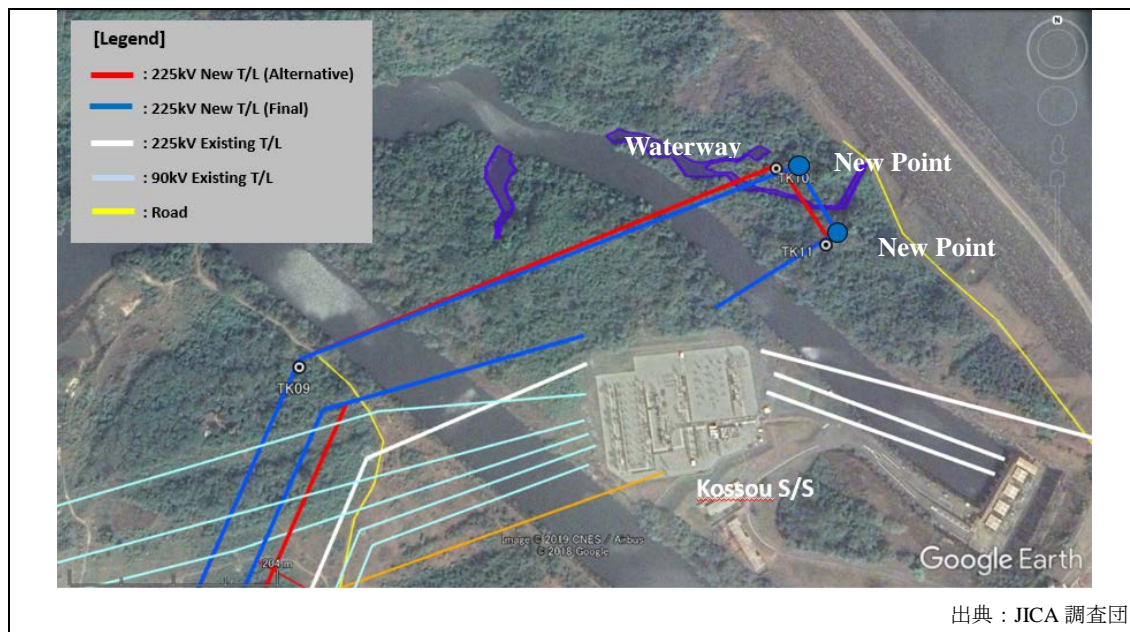 [Legend]
: 225kV New T/L (Alternative)
: 225kV New T/L (Final)
: 225kV Existing T/L
: 90kV Existing T/L
: Road
N
Waterway
New Point
TK10
New Point
TK11
TK09
Kossou S/S
Image © 2019 CNES / Airbus
© 2018 Google
204 m
Google Earth
出典：JICA 調査団